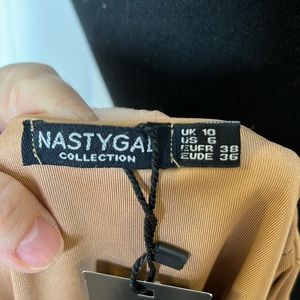 NASTYGAL
COLLECTION
UK 10
US 6
EUFR 38
EUDE 36